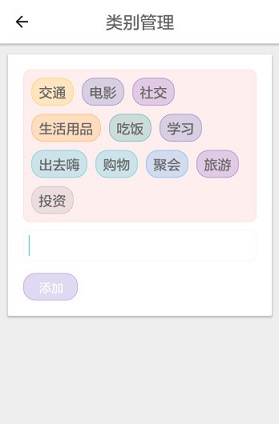 类别管理
交通 电影 社交
生活用品 吃饭 学习
出去嗨 购物 聚会 旅游
投资
添加